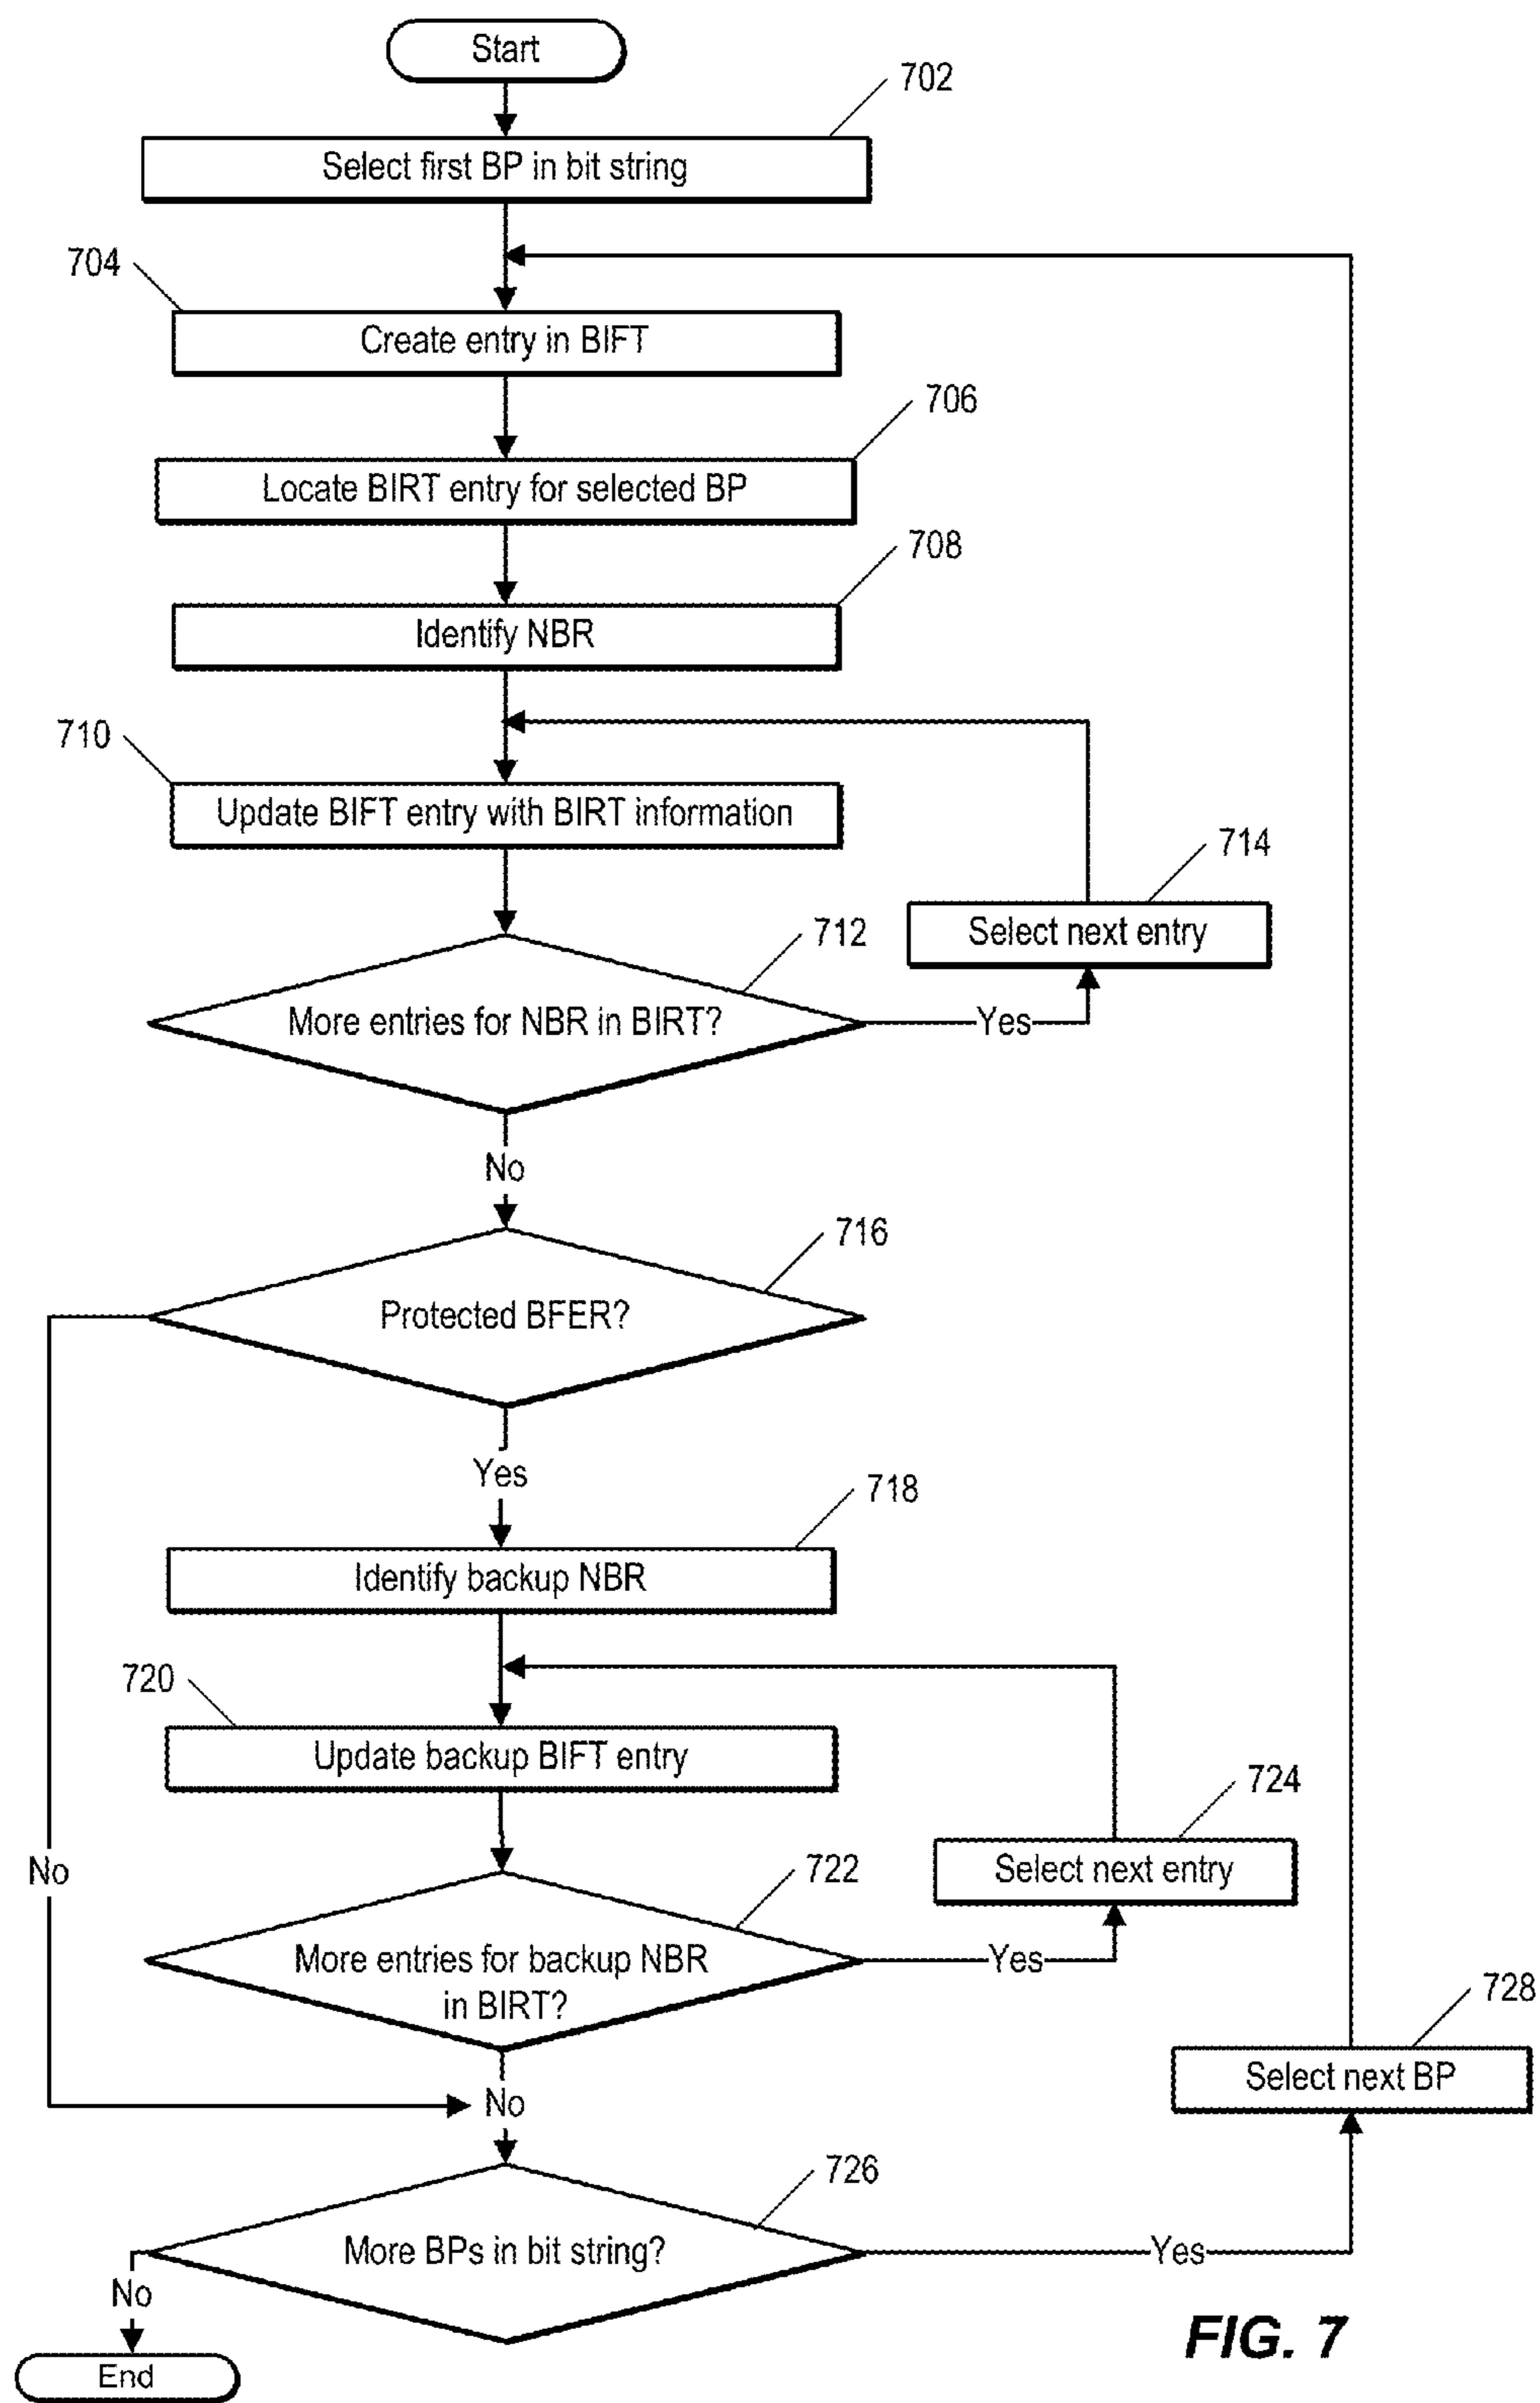 Start
702
Select first BP in bit string
704
Create entry in BIFT
706
Locate BIRT entry for selected BP
708
Identify NBR
710
Update BIFT entry with BIRT information
714
Select next entry
712
More entries for NBR in BIRT?
Yes
No
716
Protected BFER?
Yes
718
Identify backup NBR
720
Update backup BIFT entry
724
Select next entry
No
722
More entries for backup NBR
in BIRT?
Yes
728
Select next BP
No
726
More BPs in bit string?
Yes
No
End
FIG. 7